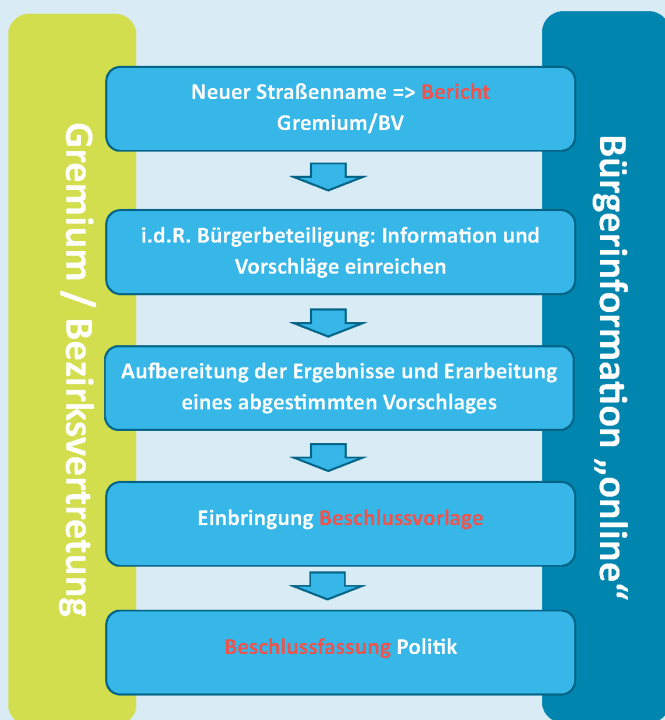 Gremium / Bezirksvertretung
Neuer Straßenname => Bericht
Gremium/BV
i.d.R. Bürgerbeteiligung: Information und
Vorschläge einreichen
Aufbereitung der Ergebnisse und Erarbeitung
eines abgestimmten Vorschlages
Einbringung Beschlussvorlage
Beschlussfassung Politik
Bürgerinformation „online“